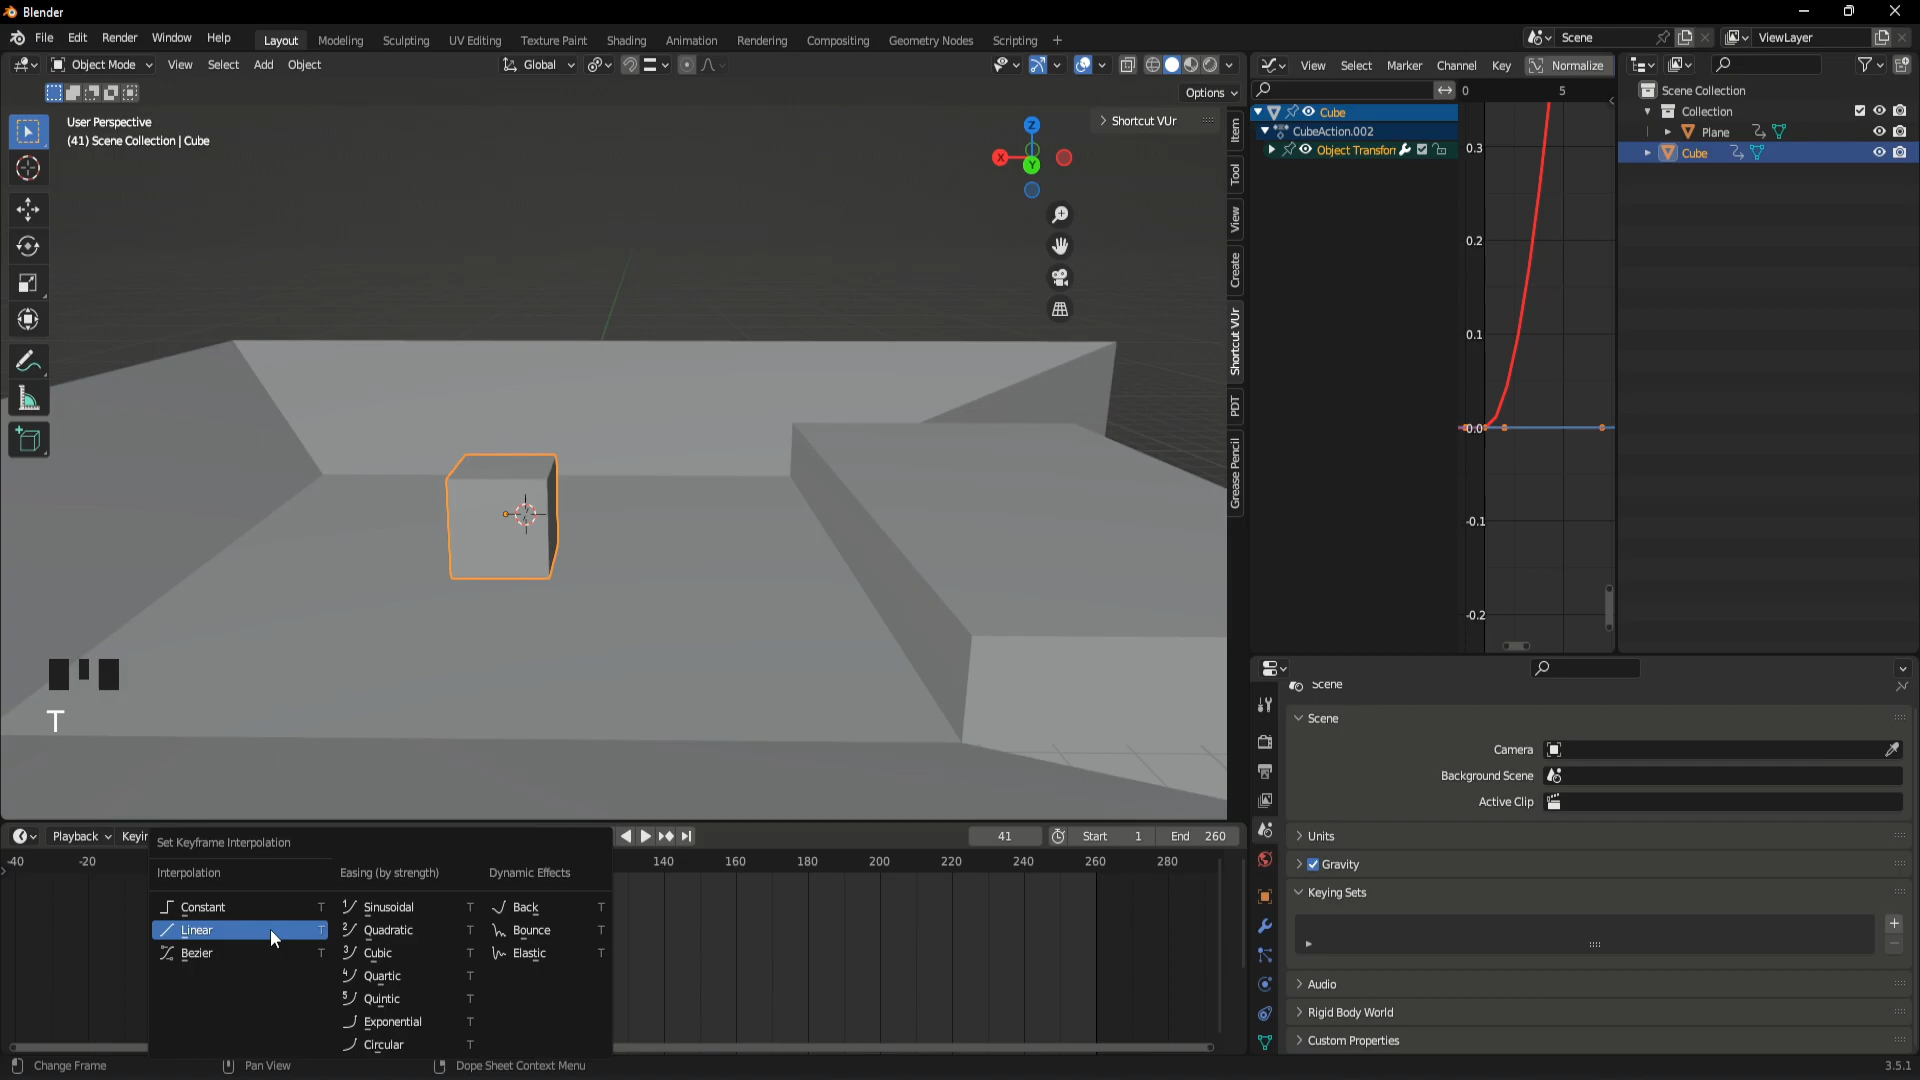 Blender
File Edit Render Window Help
Layout Modeling Sculpting UV Editing Texture Paint Shading Animation Rendering Compositing Geometry Nodes Scripting +
Scene
ViewLayer
Object Mode View Select Add Object
Global
Options
User Perspective
(41) Scene Collection | Cube
Shortcut VUr
Z
X
Y
Item
Tool
View
Create
Shortcut VUr
PDT
Grease Pencil
View Select Marker Channel Key Normalize
0 5
Cube
CubeAction.002
Object Transfor
0.3
0.2
0.1
0.0
-0.1
-0.2
Scene Collection
Collection
Plane
Cube
T
Scene
Scene
Camera
Background Scene
Active Clip
Units
Gravity
Keying Sets
Audio
Rigid Body World
Custom Properties
Playback Keyin
41 Start 1 End 260
-40 -20 140 160 180 200 220 240 260 280
Set Keyframe Interpolation
Interpolation Easing (by strength) Dynamic Effects
Constant T Sinusoidal T Back T
Linear T Quadratic T Bounce T
Bezier T Cubic T Elastic T
Quartic T
Quintic T
Exponential T
Circular T
Change Frame Pan View Dope Sheet Context Menu 3.5.1